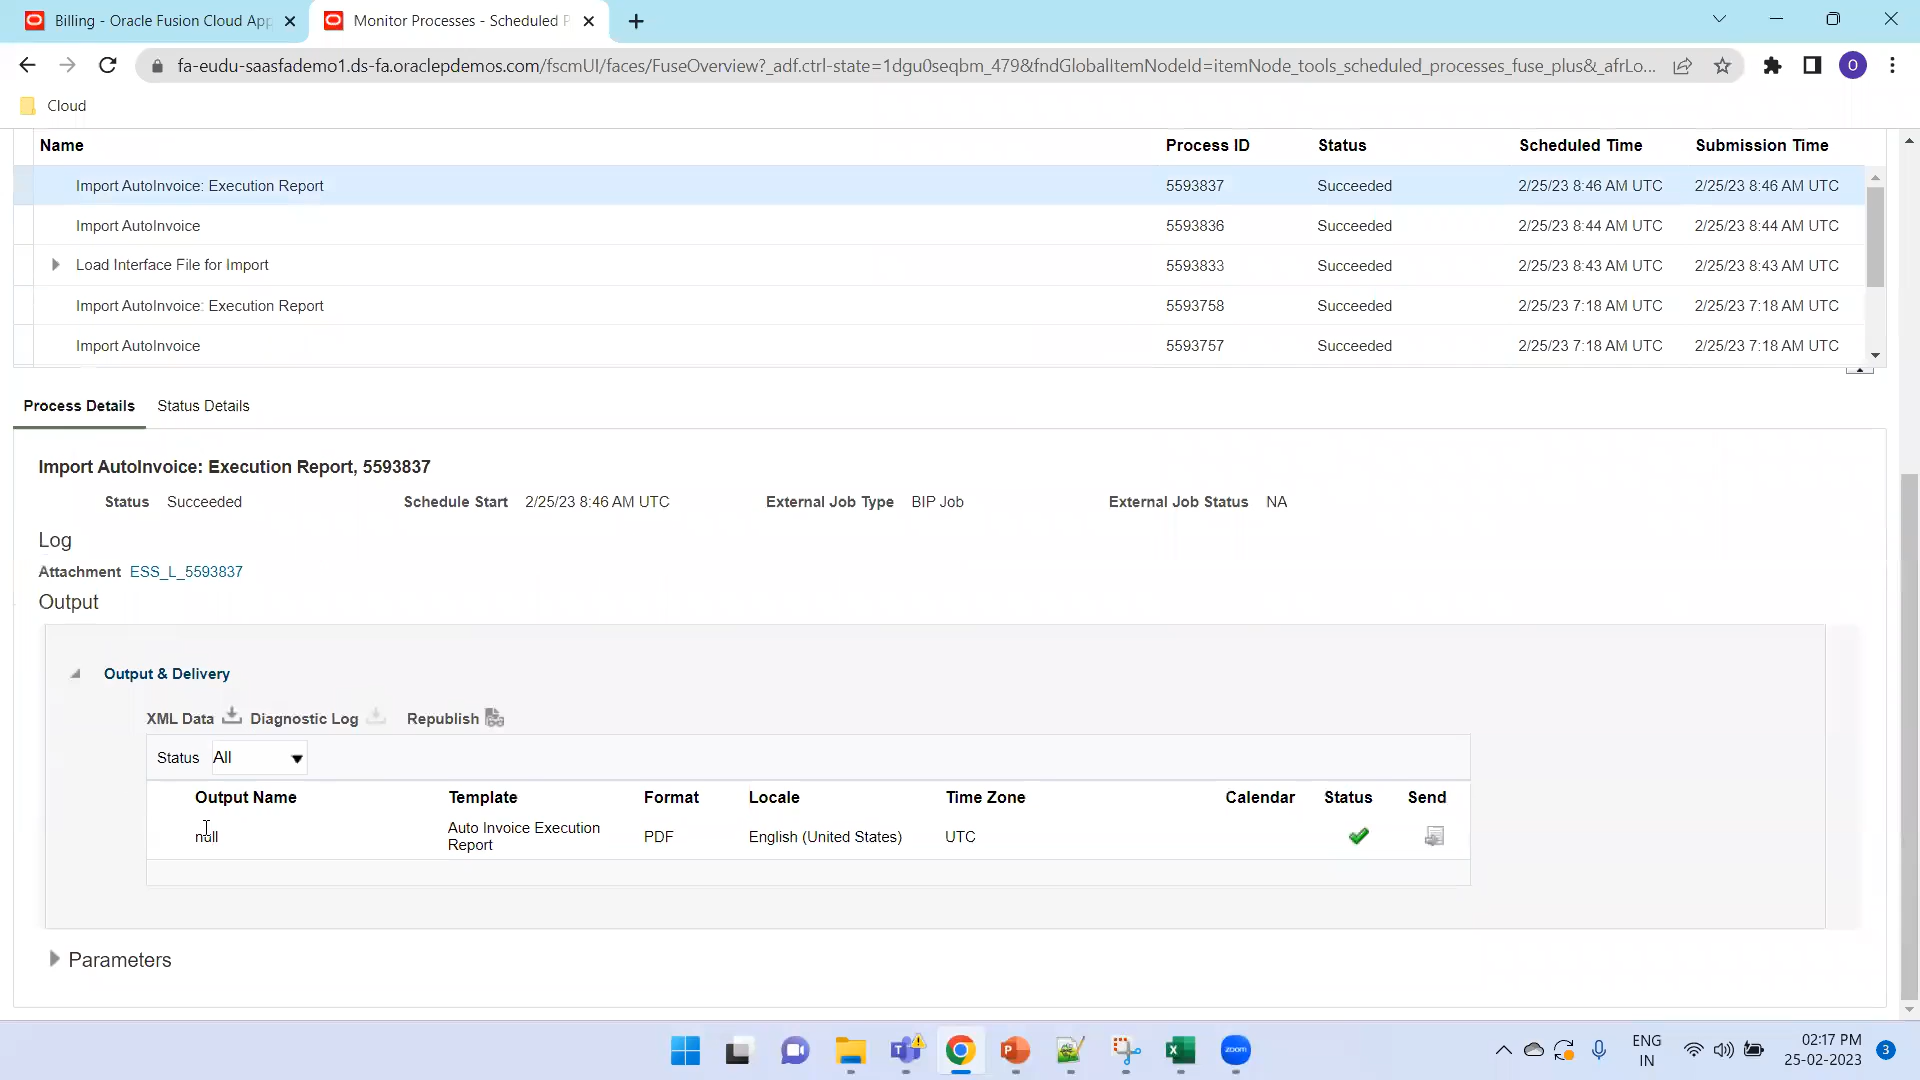 Billing - Oracle Fusion Cloud App
Monitor Processes - Scheduled P
fa-eudu-saasfademo1.ds-fa.oraclepdemos.com/fscmUI/faces/FuseOverview?_adf.ctrl-state=1dgu0seqbm_479&fndGlobalItemNodeId=itemNode_tools_scheduled_processes_fuse_plus&_afrLo...
O
Cloud
Name Process ID Status Scheduled Time Submission Time
Import AutoInvoice: Execution Report 5593837 Succeeded 2/25/23 8:46 AM UTC 2/25/23 8:46 AM UTC
Import AutoInvoice 5593836 Succeeded 2/25/23 8:44 AM UTC 2/25/23 8:44 AM UTC
Load Interface File for Import 5593833 Succeeded 2/25/23 8:43 AM UTC 2/25/23 8:43 AM UTC
Import AutoInvoice: Execution Report 5593758 Succeeded 2/25/23 7:18 AM UTC 2/25/23 7:18 AM UTC
Import AutoInvoice 5593757 Succeeded 2/25/23 7:18 AM UTC 2/25/23 7:18 AM UTC
Process Details Status Details
Import AutoInvoice: Execution Report, 5593837
Status Succeeded Schedule Start 2/25/23 8:46 AM UTC External Job Type BIP Job External Job Status NA
Log
Attachment ESS_L_5593837
Output
Output & Delivery
XML Data Diagnostic Log Republish
Status All
Output Name Template Format Locale Time Zone Calendar Status Send
null Auto Invoice Execution Report PDF English (United States) UTC
Parameters
zoom
ENG
IN
02:17 PM
25-02-2023
3